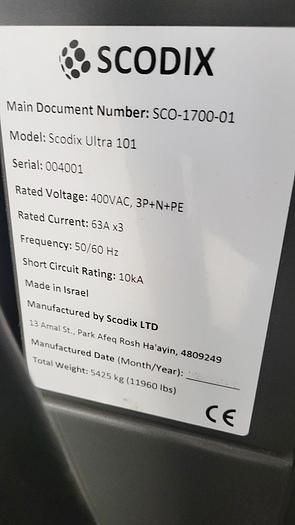 SCODIX
Main Document Number: SCO-1700-01
Model: Scodix Ultra 101
Serial: 004001
Rated Voltage: 400VAC, 3P+N+PE
Rated Current: 63A x3
Frequency: 50/60 Hz
Short Circuit Rating: 10kA
Made in Israel
Manufactured by Scodix LTD
13 Amal St., Park Afeq Rosh Ha'ayin, 4809249
Manufactured Date (Month/Year):
Total Weight: 5425 kg (11960 lbs)
CE